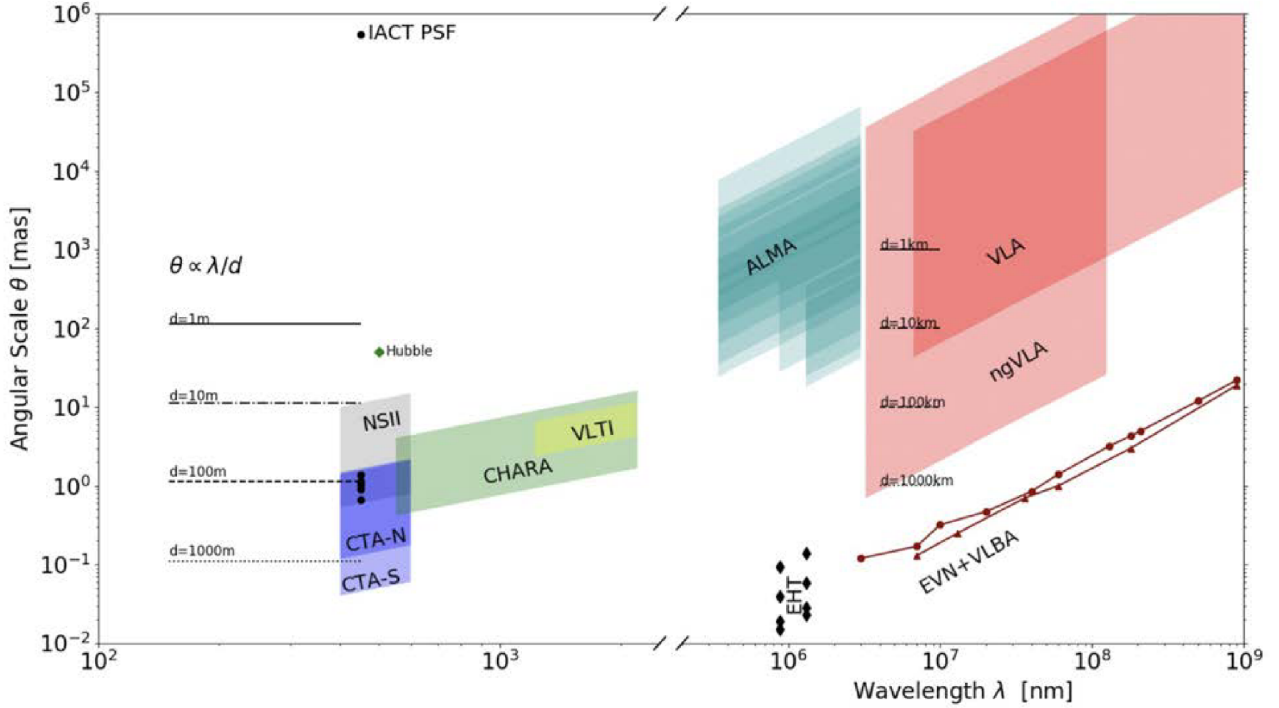 10^6
10^5
10^4
10^3
10^2
10^1
10^0
10^−1
10^−2
Angular Scale θ [mas]
IACT PSF
θ ∝ λ/d
d=1m
Hubble
d=10m
NSII
d=100m
CHARA
VLTI
d=1000m
CTA-N
CTA-S
ALMA
d=1km
VLA
d=10km
ngVLA
d=100km
d=1000km
EHT
EVN+VLBA
10^2
10^3
10^6
10^7
10^8
10^9
Wavelength λ [nm]